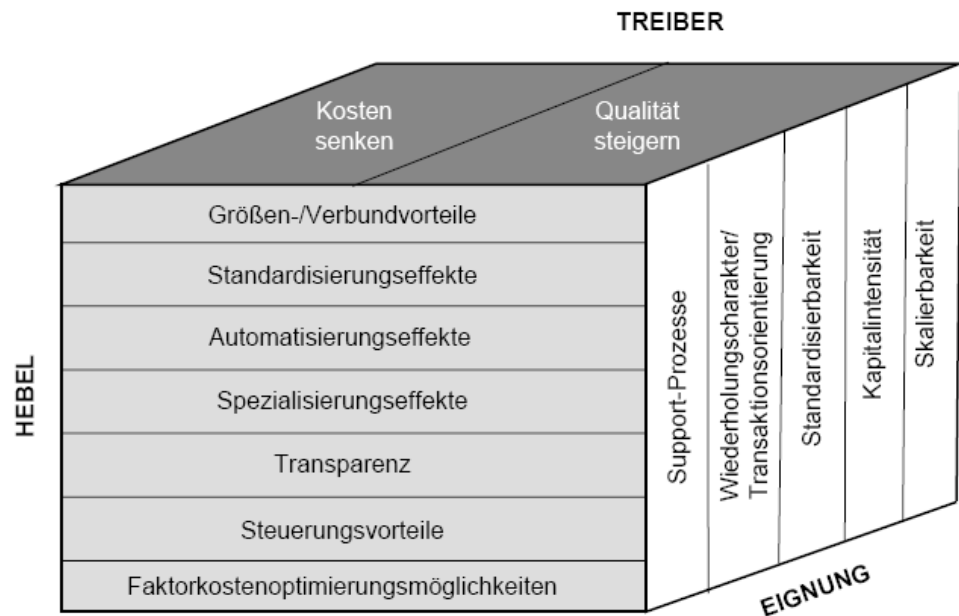 TREIBER
Kosten
senken
Qualität
steigern
HEBEL
Größen-/Verbundvorteile
Standardisierungseffekte
Automatisierungseffekte
Spezialisierungseffekte
Transparenz
Steuerungsvorteile
Faktorkostenoptimierungsmöglichkeiten
Support-Prozesse
Wiederholungscharakter/
Transaktionsorientierung
Standardisierbarkeit
Kapitalintensität
Skalierbarkeit
EIGNUNG